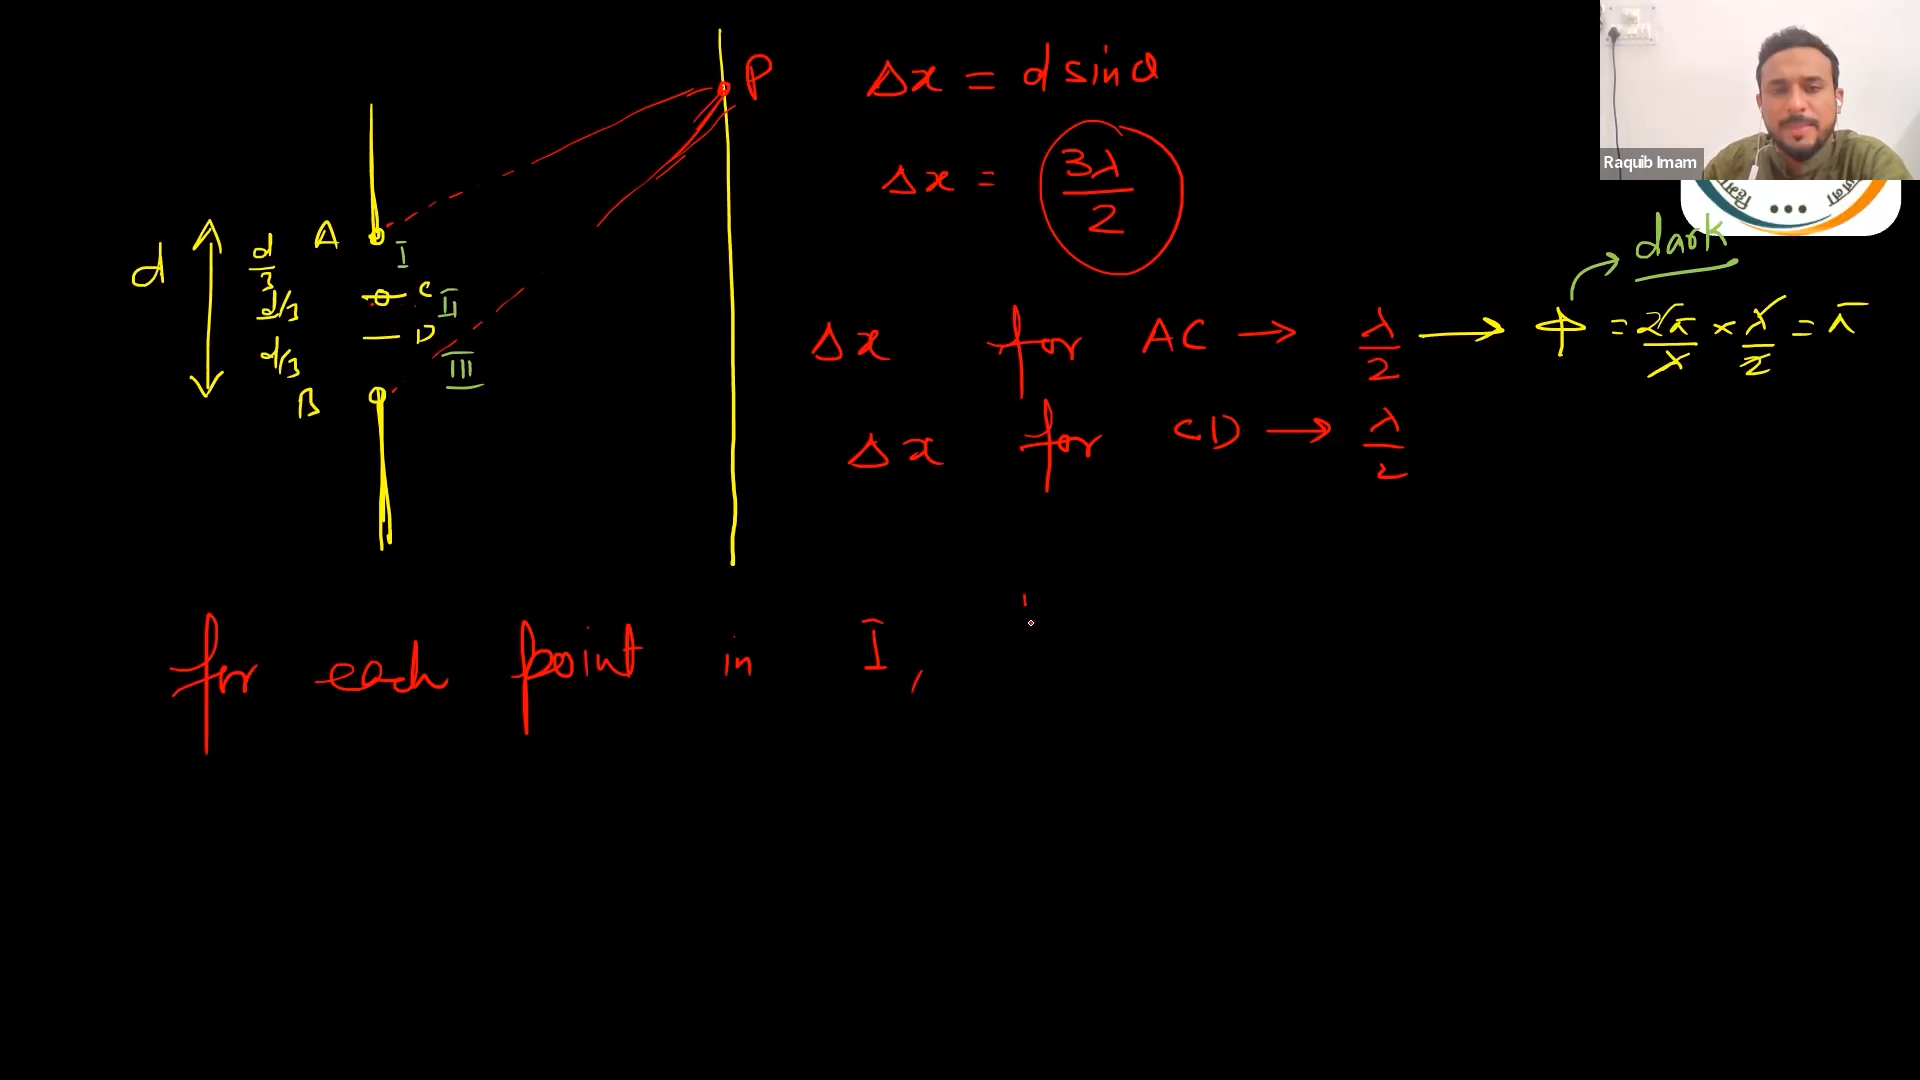 P
Δx = d sinθ
Δx = 3λ/2
Raquib Imam
dark
d
d/3
A
I
d/3
C
II
d/3
D
III
B
Δx for AC → λ/2 → Φ = 2π/λ × λ/2 = π
Δx for CD → λ/2
for each point in I,